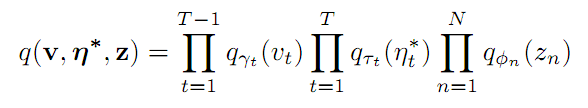 q(𝐯, 𝛈*, 𝐳) = ∏_{t=1}^{T−1} q_{γ_t}(v_t) ∏_{t=1}^{T} q_{τ_t}(η_t^*) ∏_{n=1}^{N} q_{ϕ_n}(z_n)